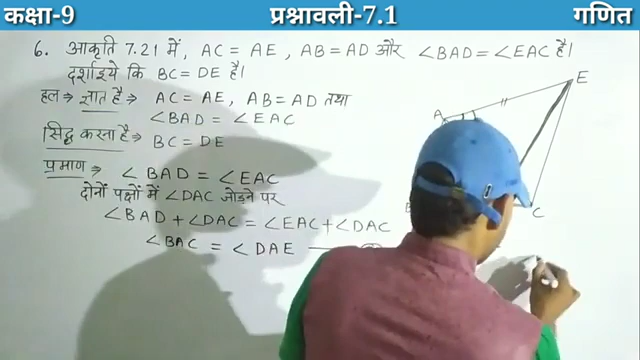 कक्षा-9 प्रश्नावली-7.1 गणित
6. आकृति 7.21 में, AC = AE, AB = AD और ∠BAD = ∠EAC है।
दर्शाइये कि BC = DE है।
हल ⇒ ज्ञात है ⇒ AC = AE, AB = AD तथा
∠BAD = ∠EAC
सिद्ध करना है ⇒ BC = DE
प्रमाण ⇒ ∠BAD = ∠EAC
दोनों पक्षों में ∠DAC जोड़ने पर
∠BAD + ∠DAC = ∠EAC + ∠DAC
∠BAC = ∠DAE
E
A
C